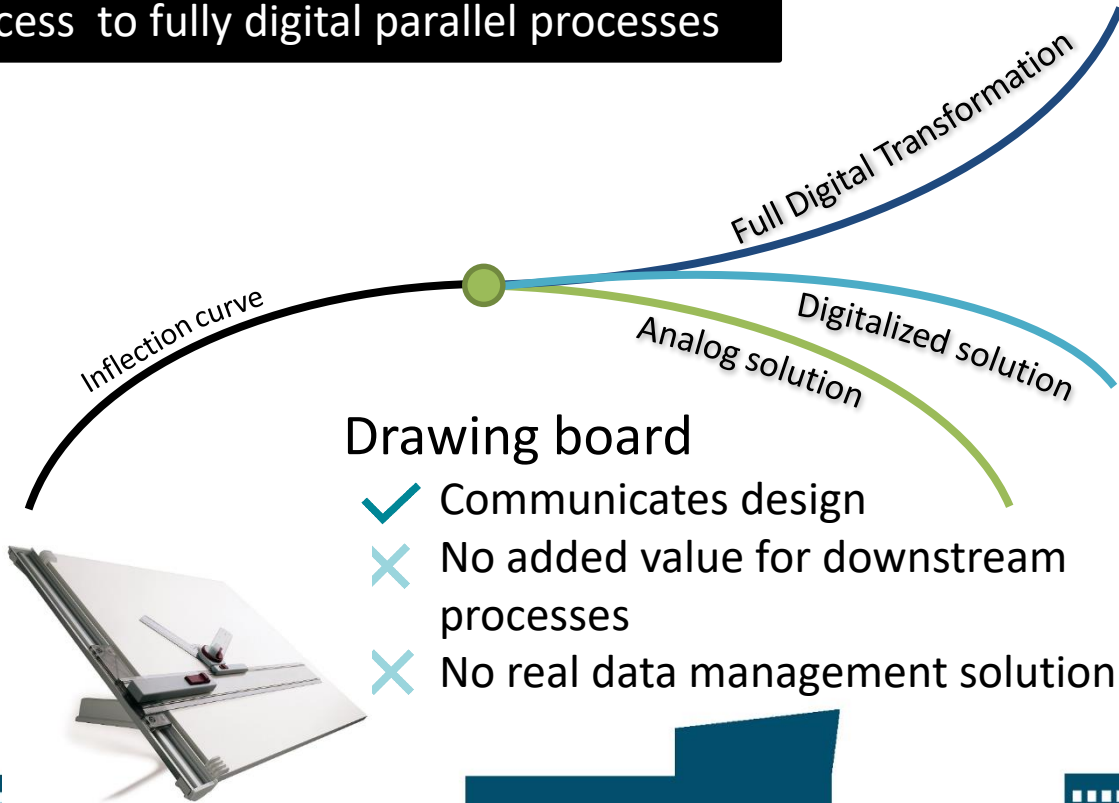 to fully digital parallel processes
Full Digital Transformation
Inflection curve
Digitalized solution
Analog solution
Drawing board
Communicates design
No added value for downstream
processes
No real data management solution